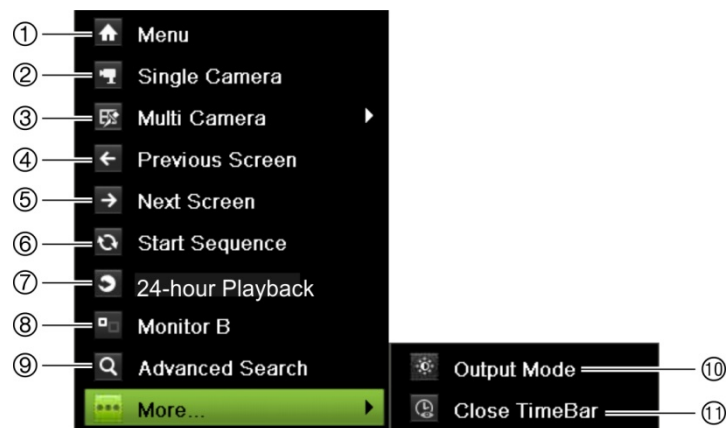 ① Menu
② Single Camera
③ Multi Camera
④ Previous Screen
⑤ Next Screen
⑥ Start Sequence
⑦ 24-hour Playback
⑧ Monitor B
⑨ Advanced Search
More...
Output Mode ⑩
Close TimeBar ⑪